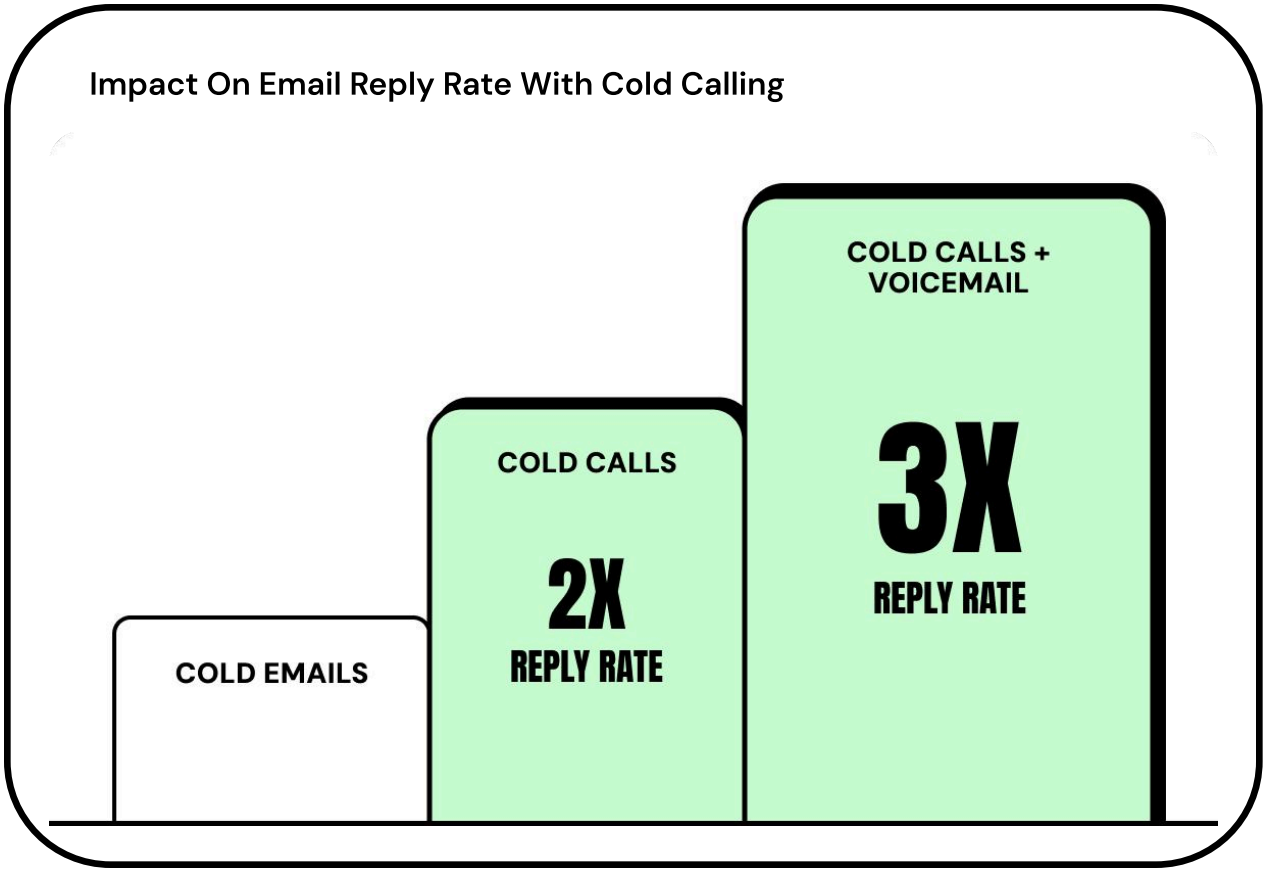 Impact On Email Reply Rate With Cold Calling
COLD EMAILS
COLD CALLS
2X
REPLY RATE
COLD CALLS +
VOICEMAIL
3X
REPLY RATE